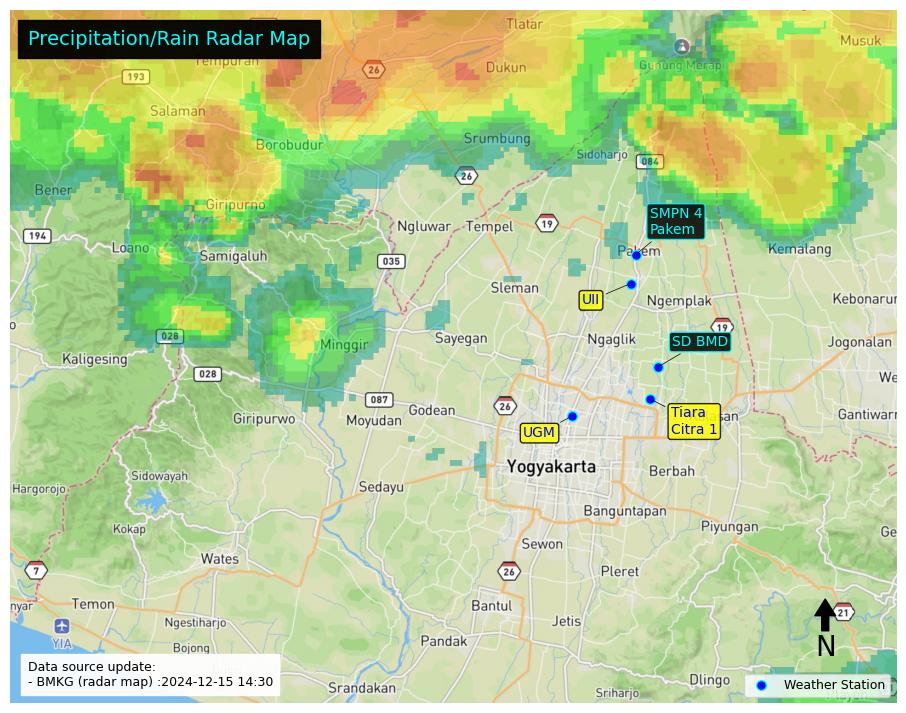 Precipitation/Rain Radar Map
Tlatar
Musuk
Tempuran
26
Dukun
Gunung Merapi
193
Salaman
Borobudur
Srumbung
Sidoharjo
084
26
Bener
Giripurno
SMPN 4
Pakem
Ngluwar
Tempel
19
194
Loano
Samigaluh
035
Pakem
Kemalang
Sleman
UII
Ngemplak
Kebonarun
028
Minggir
Sayegan
Ngaglik
19
SD BMD
Jogonalan
Kaligesing
028
087
26
Godean
Moyudan
Giripurwo
UGM
Tiara
Citra 1
san
Gantiwarn
Yogyakarta
Berbah
Sidowayah
Hargorojo
Sedayu
Banguntapan
Kokap
Piyungan
Sewon
Wates
7
26
Pleret
Temon
Bantul
21
Ngestiharjo
Jetis
YIA
Pandak
N
Bojong
Data source update:
- BMKG (radar map) :2024-12-15 14:30
Srandakan
Sriharjo
Dlingo
Weather Station